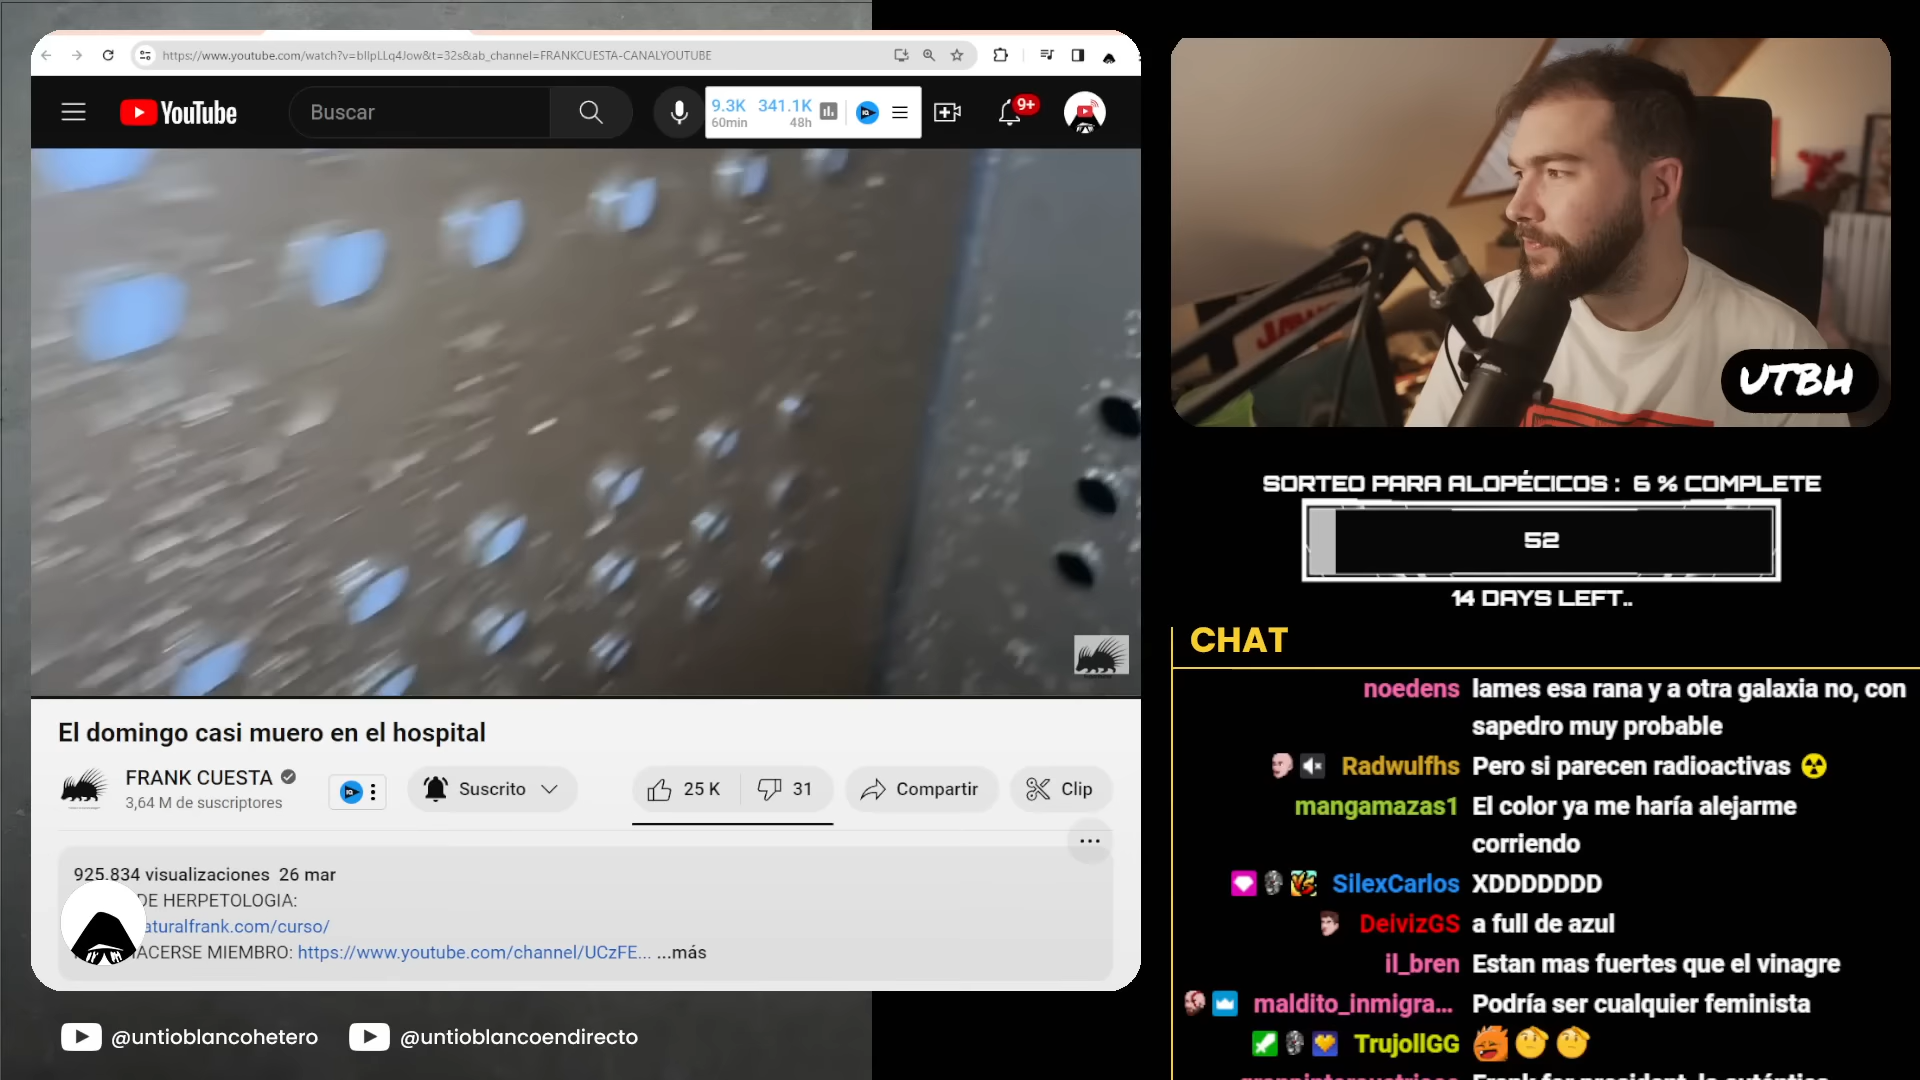 https://www.youtube.com/watch?v=bIlpLLq4Jow&t=32s&ab_channel=FRANKCUESTA-CANALYOUTUBE
YouTube
Buscar
9.3K 341.1K
60min 48h
9+
El domingo casi muero en el hospital
FRANK CUESTA
3,64 M de suscriptores
Suscrito
25 K
31
Compartir
Clip
925.834 visualizaciones 26 mar
DE HERPETOLOGIA:
aturalfrank.com/curso/
ACERSE MIEMBRO: https://www.youtube.com/channel/UCzFE... ...más
@untioblancohetero
@untioblancoendirecto
JAW
UTBH
SORTEO PARA ALOPÉCICOS : 6 % COMPLETE
52
14 DAYS LEFT..
CHAT
noedens lames esa rana y a otra galaxia no, con
sapedro muy probable
Radwulfhs Pero si parecen radioactivas
mangamazas1 El color ya me haría alejarme
corriendo
SilexCarlos XDDDDDDD
DelvizGS a full de azul
il_bren Estan mas fuertes que el vinagre
maldito_inmigra... Podría ser cualquier feminista
TrujollGG